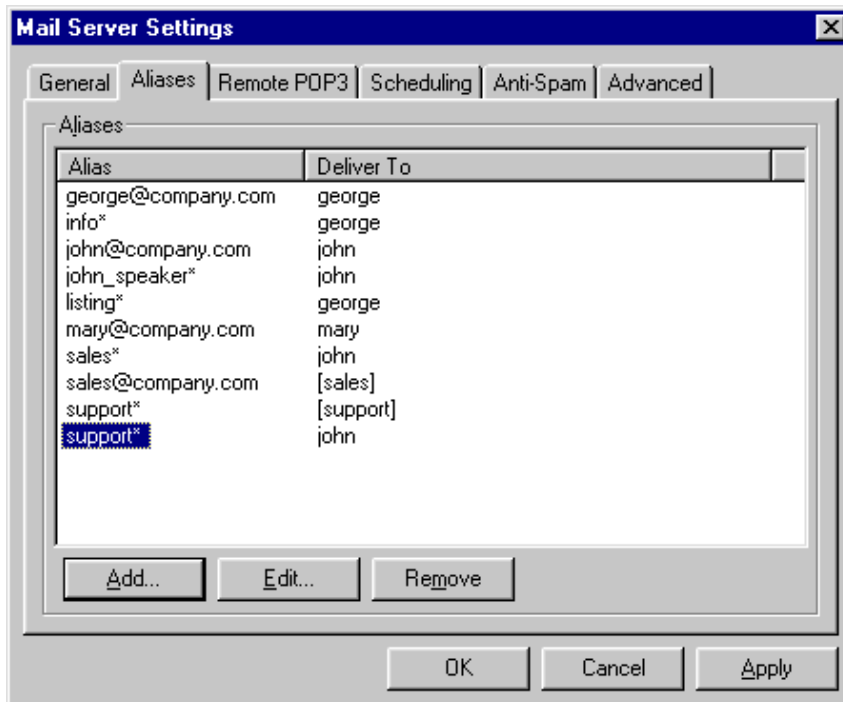 Mail Server Settings
General Aliases Remote POP3 Scheduling Anti-Spam Advanced
Aliases
Alias Deliver To
george@company.com george
info* george
john@company.com john
john_speaker* john
listing* george
mary@company.com mary
sales* john
sales@company.com [sales]
support* [support]
support* john
Add... Edit... Remove
OK Cancel Apply